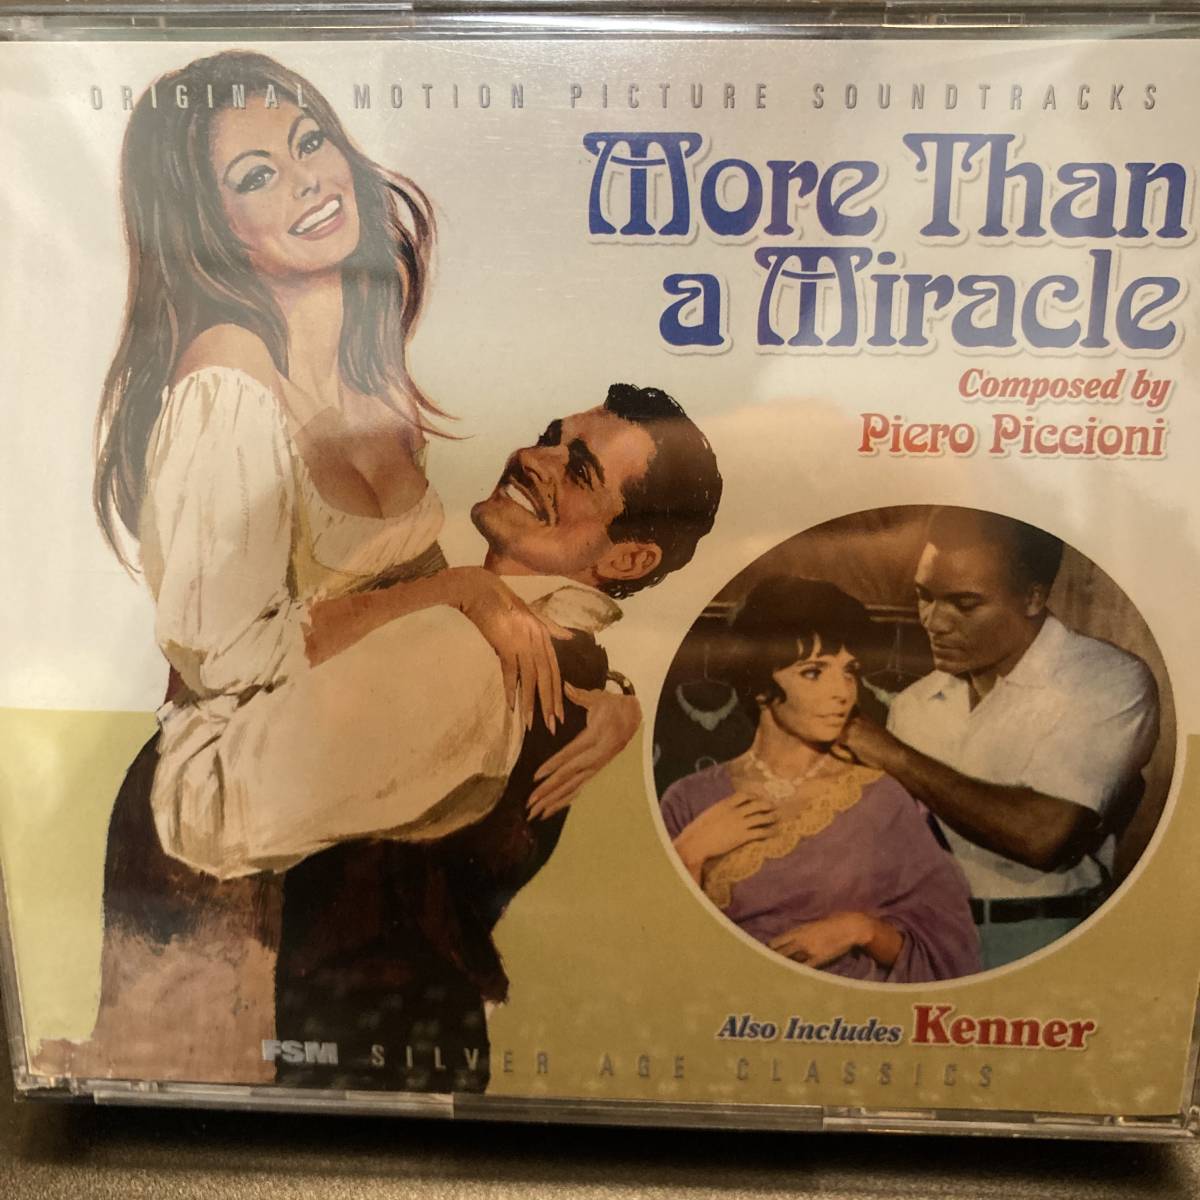 ORIGINAL MOTION PICTURE SOUNDTRACKS
More Than
a Miracle
Composed by
Piero Piccioni
Also Includes Kenner
FSM SILVER AGE CLASSICS